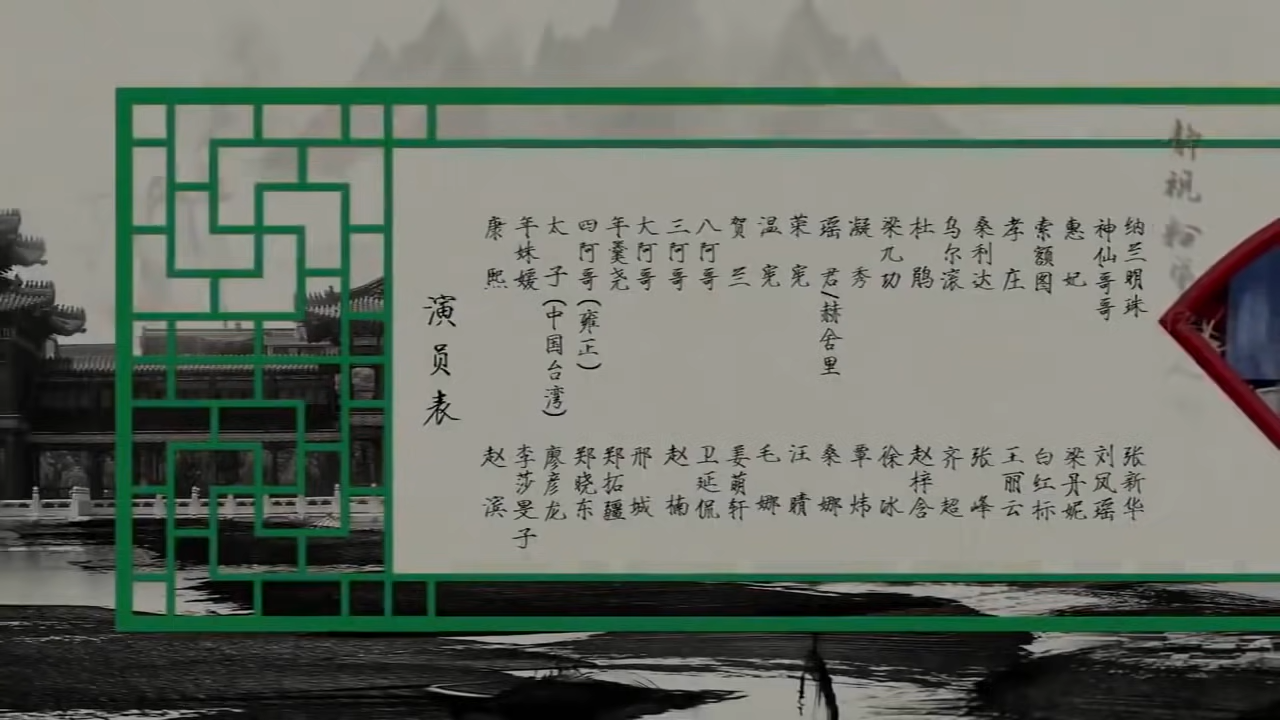 演员表
康熙 赵滨
年姝媛 李莎旻子
太子(中国台湾) 廖彦龙
四阿哥(雍正) 郑晓东
年羹尧 郑拓疆
大阿哥 邢城
三阿哥 赵楠
八阿哥 卫延侃
贺兰 姜萌轩
温宪 毛娜
荣宪 汪晴
瑶君/赫舍里 桑娜
凝秀 覃炜
梁九功 徐冰
杜鹃 赵梓含
乌尔滚 齐超
桑利达 张峰
孝庄 王丽云
索额图 白红标
惠妃 梁丹妮
神仙哥哥 刘风瑶
纳兰明珠 张新华